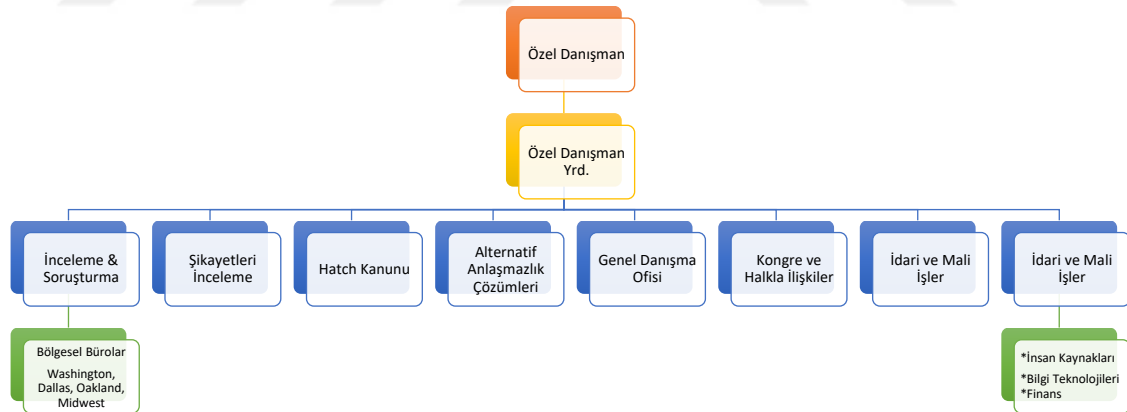 Özel Danışman
Özel Danışman
Yrd.
İnceleme &
Soruşturma
Şikayetleri
İnceleme
Hatch Kanunu
Alternatif
Anlaşmazlık
Çözümleri
Genel Danışma
Ofisi
Kongre ve
Halkla İlişkiler
İdari ve Mali
İşler
İdari ve Mali
İşler
Bölgesel Bürolar
Washington,
Dallas, Oakland,
Midwest
*İnsan Kaynakları
*Bilgi Teknolojileri
*Finans